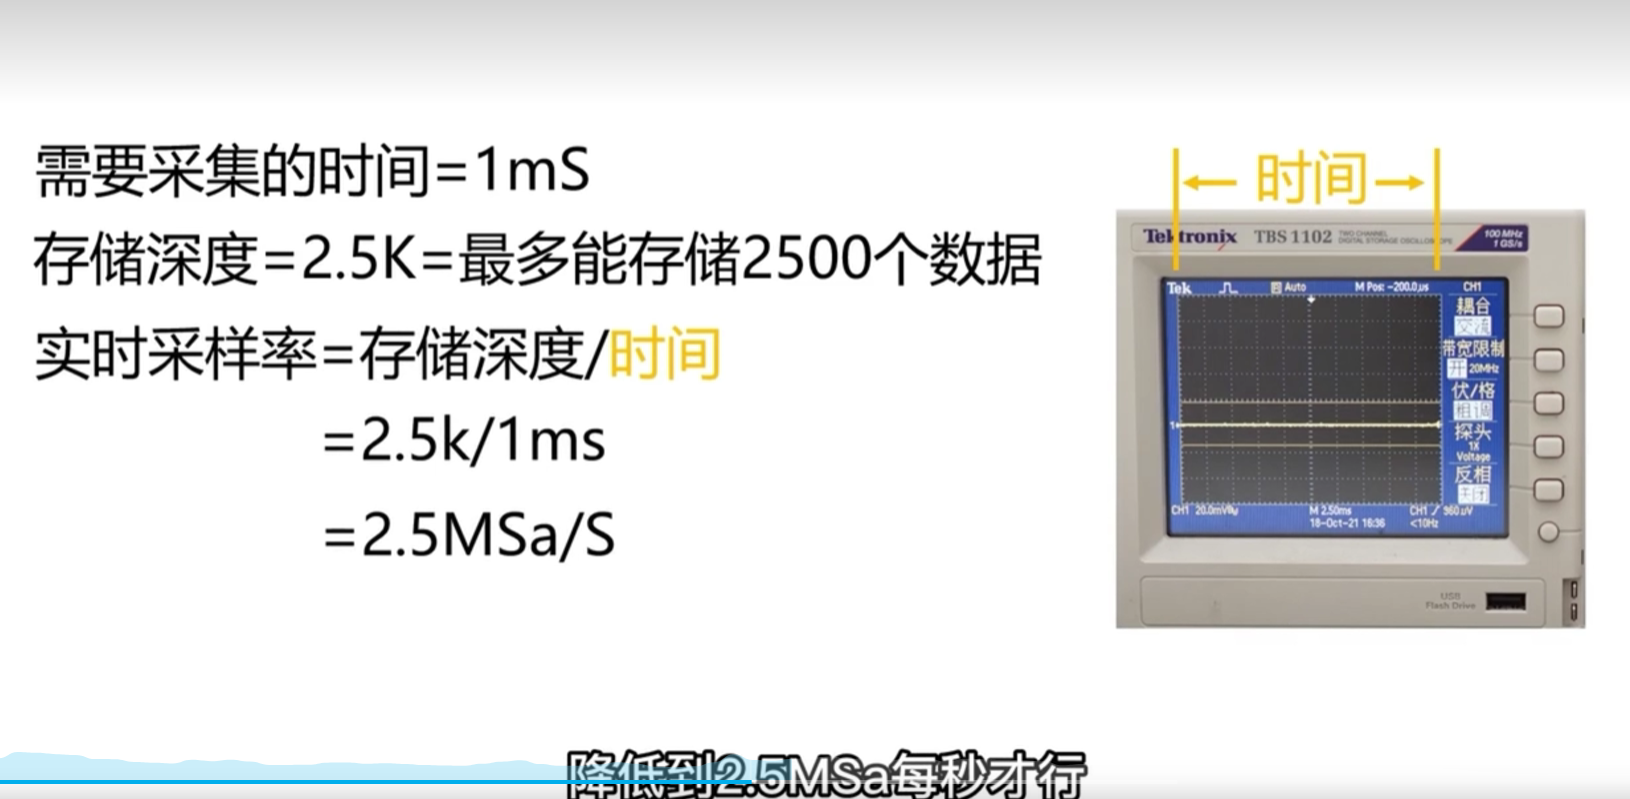 需要采集的时间=1mS
存储深度=2.5K=最多能存储2500个数据
实时采样率=存储深度/时间
=2.5k/1ms
=2.5MSa/S
时间
Tektronix TBS 1102 TWO CHANNEL DIGITAL STORAGE OSCILLOSCOPE
100 MHz
1 GS/s
Tek Auto M Pos: -200.0μs CH1
耦合
交流
带宽限制
开 20MHz
伏/格
粗调
探头
1X
Voltage
反相
关闭
CH1 20.0mV M 2.50ms CH1 960μV
18-Oct-21 16:36 <10Hz
USB
Flash Drive
降低到2.5MSa每秒才行